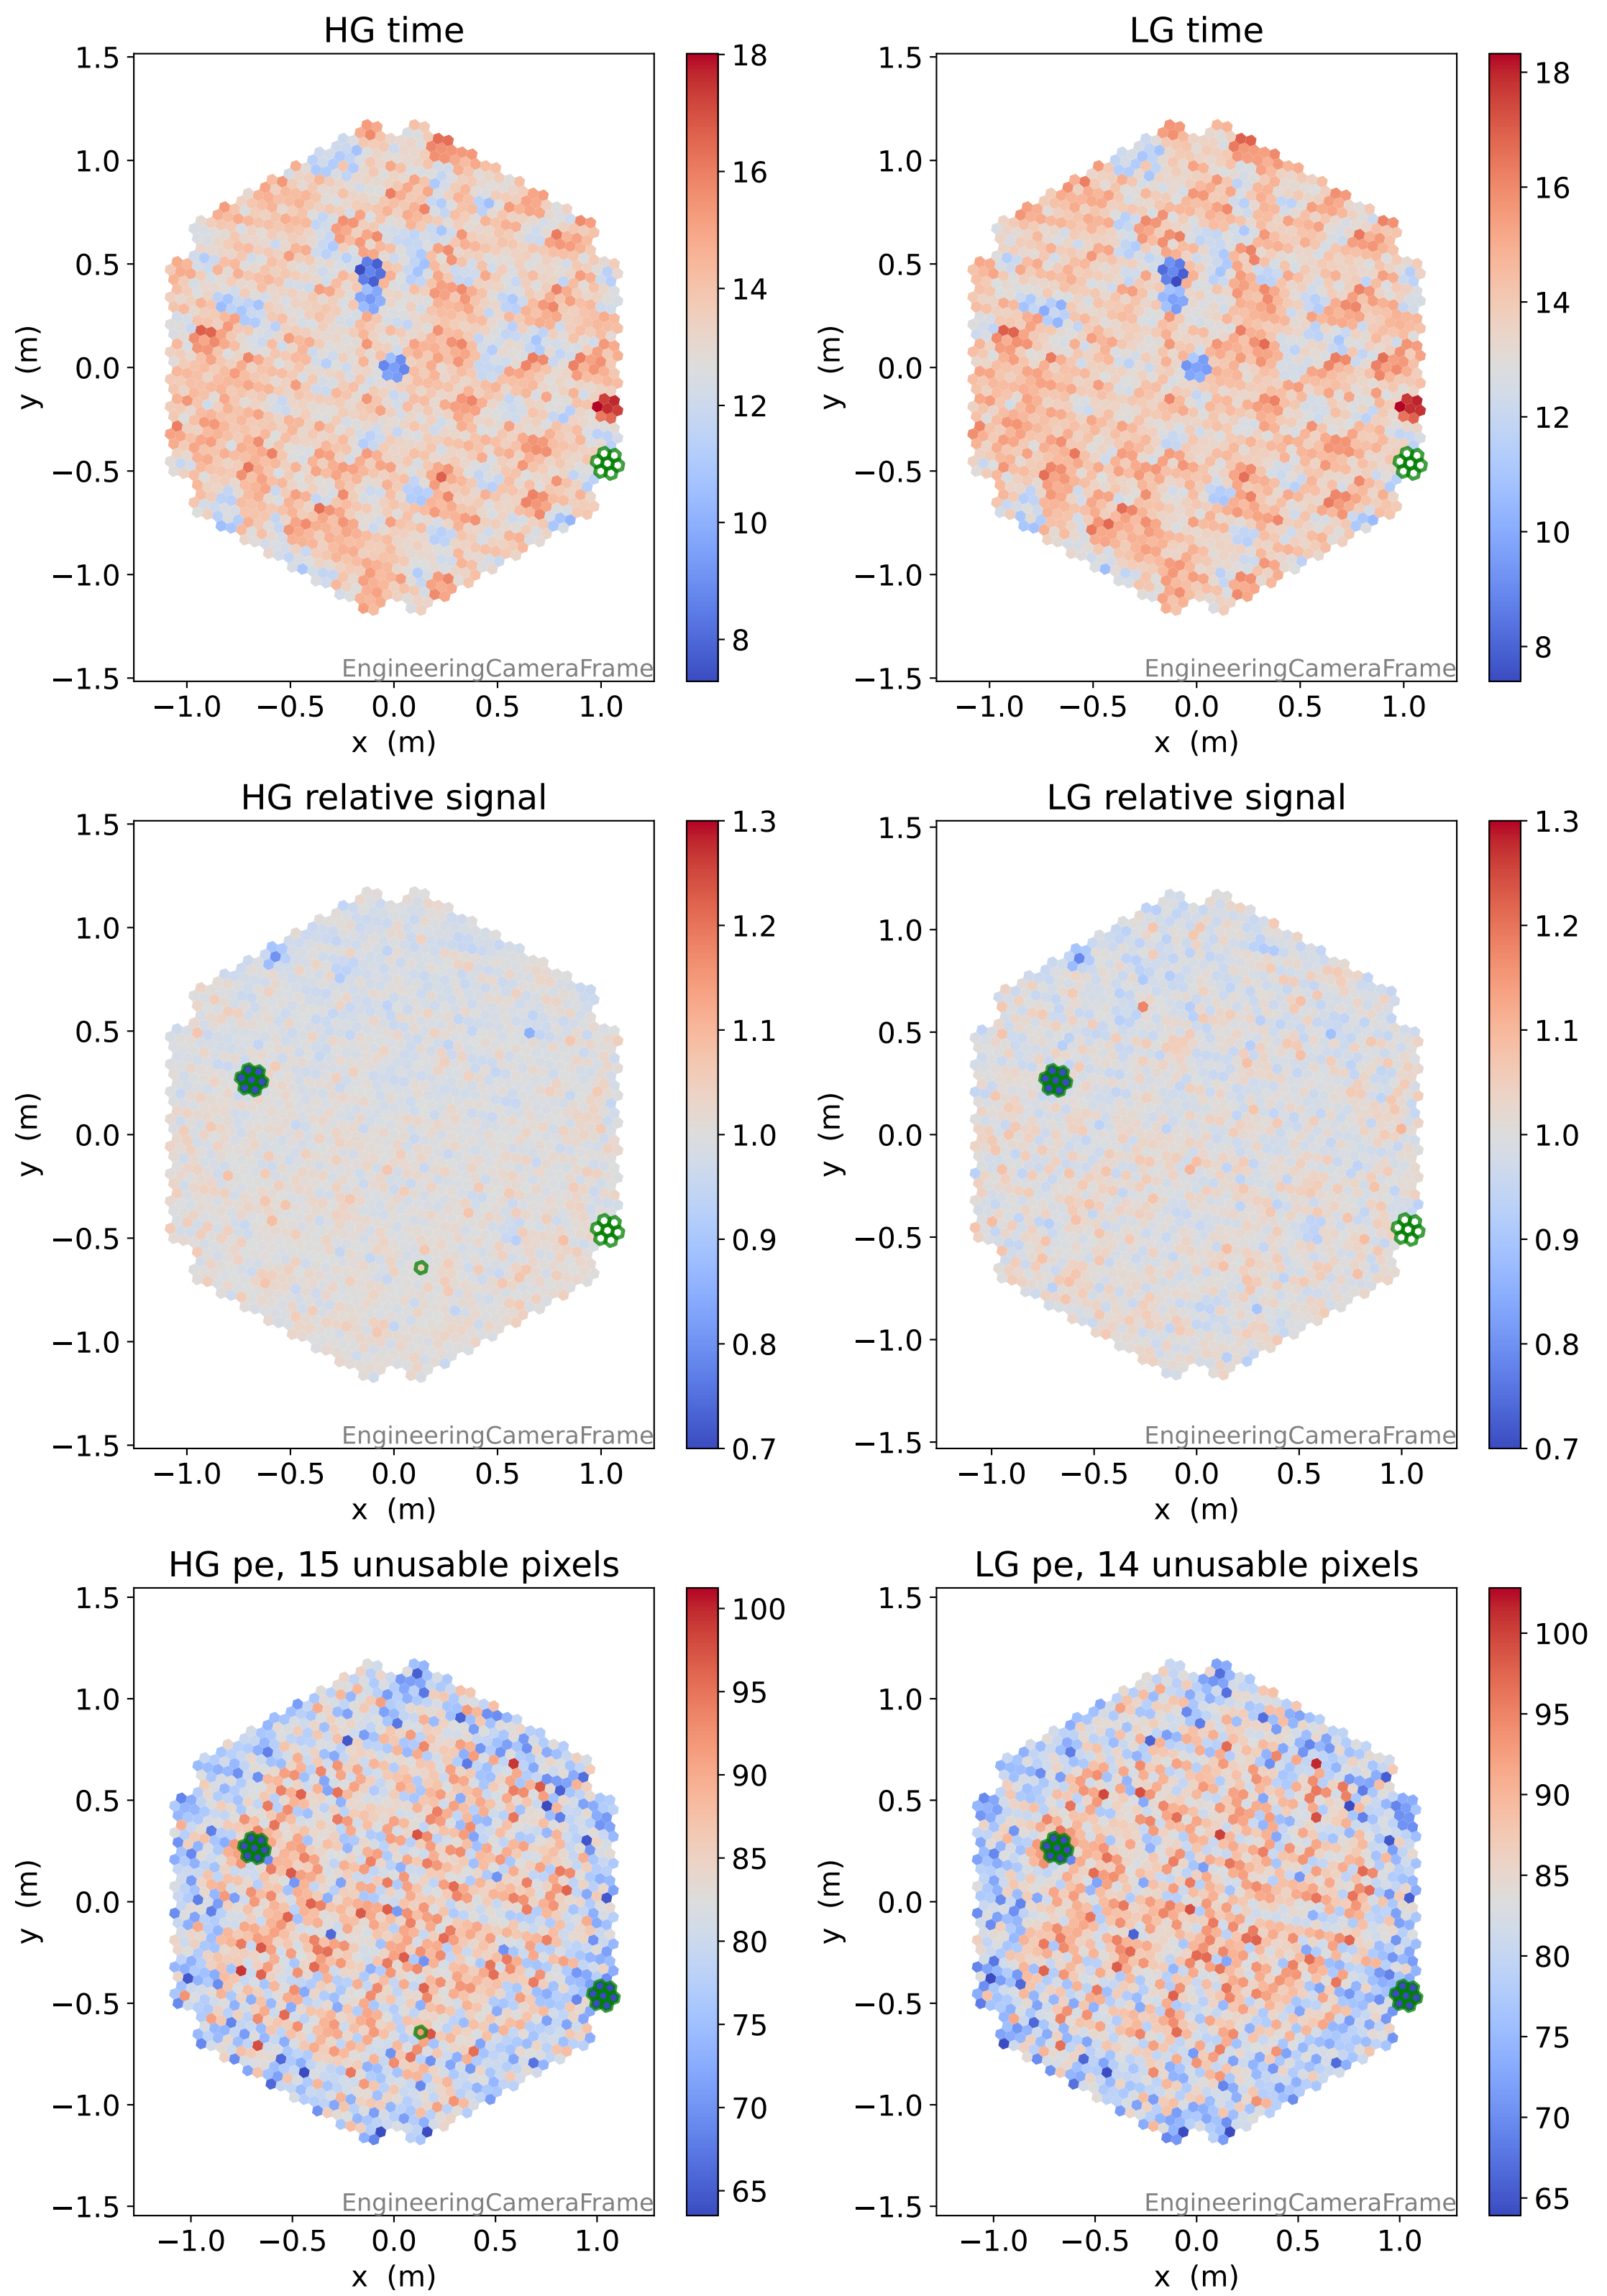 HG time
1.5
1.0
0.5
0.0
−0.5
−1.0
−1.5
y (m)
−1.0 −0.5 0.0 0.5 1.0
x (m)
EngineeringCameraFrame
18
16
14
12
10
8
LG time
1.5
1.0
0.5
0.0
−0.5
−1.0
−1.5
y (m)
−1.0 −0.5 0.0 0.5 1.0
x (m)
EngineeringCameraFrame
18
16
14
12
10
8
HG relative signal
1.5
1.0
0.5
0.0
−0.5
−1.0
−1.5
y (m)
−1.0 −0.5 0.0 0.5 1.0
x (m)
EngineeringCameraFrame
1.3
1.2
1.1
1.0
0.9
0.8
0.7
LG relative signal
1.5
1.0
0.5
0.0
−0.5
−1.0
−1.5
y (m)
−1.0 −0.5 0.0 0.5 1.0
x (m)
EngineeringCameraFrame
1.3
1.2
1.1
1.0
0.9
0.8
0.7
HG pe, 15 unusable pixels
1.5
1.0
0.5
0.0
−0.5
−1.0
−1.5
y (m)
−1.0 −0.5 0.0 0.5 1.0
x (m)
EngineeringCameraFrame
100
95
90
85
80
75
70
65
LG pe, 14 unusable pixels
1.5
1.0
0.5
0.0
−0.5
−1.0
−1.5
y (m)
−1.0 −0.5 0.0 0.5 1.0
x (m)
EngineeringCameraFrame
100
95
90
85
80
75
70
65